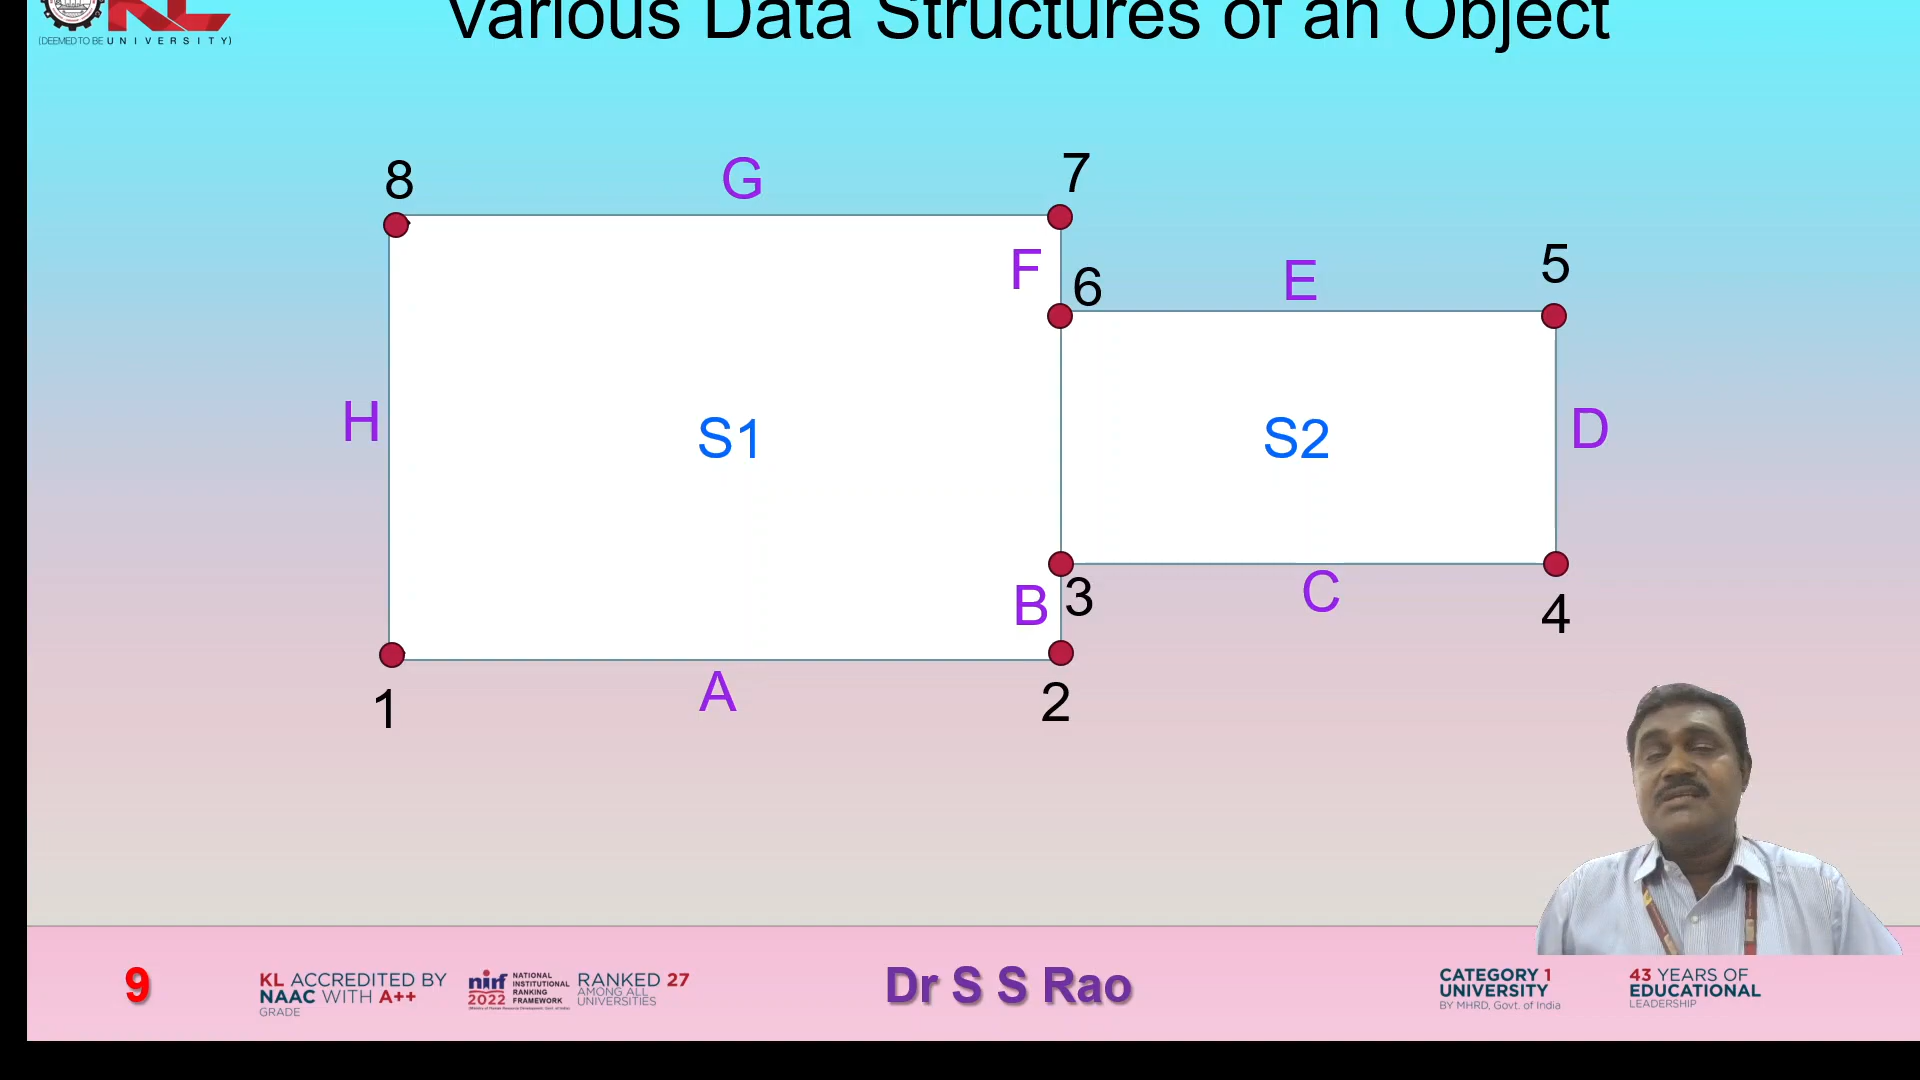 KL
(DEEMED TO BE UNIVERSITY)
Various Data Structures of an Object
8
G
7
F
6
E
5
H
S1
S2
D
B
3
C
4
1
A
2
9
KL ACCREDITED BY
NAAC WITH A++
GRADE
nirf
2022
NATIONAL
INSTITUTIONAL
RANKING
FRAMEWORK
RANKED 27
AMONG ALL
UNIVERSITIES
Dr S S Rao
CATEGORY 1
UNIVERSITY
BY MHRD, Govt. of India
43 YEARS OF
EDUCATIONAL
LEADERSHIP